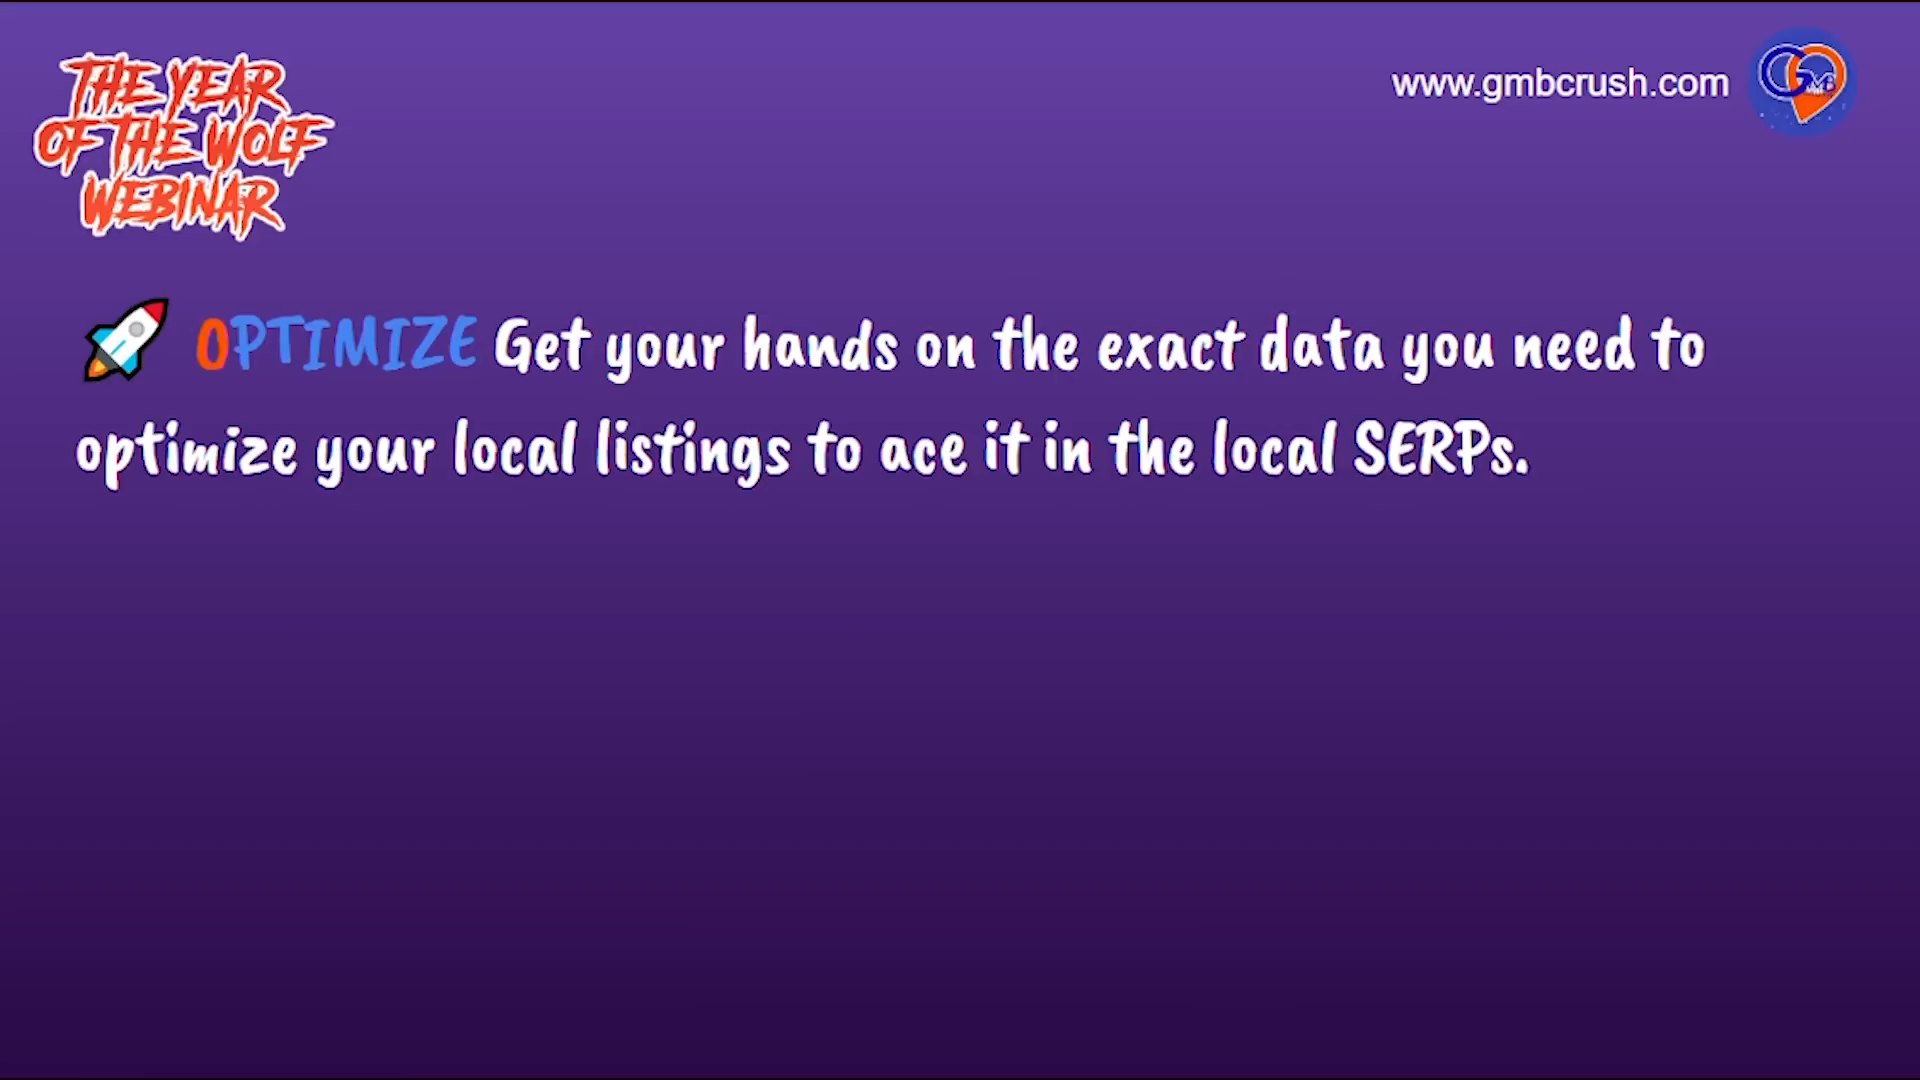 THE YEAR
OF THE WOLF
WEBINAR
www.gmbcrush.com
GMB
OPTIMIZE Get your hands on the exact data you need to
optimize your local listings to ace it in the local SERPs.